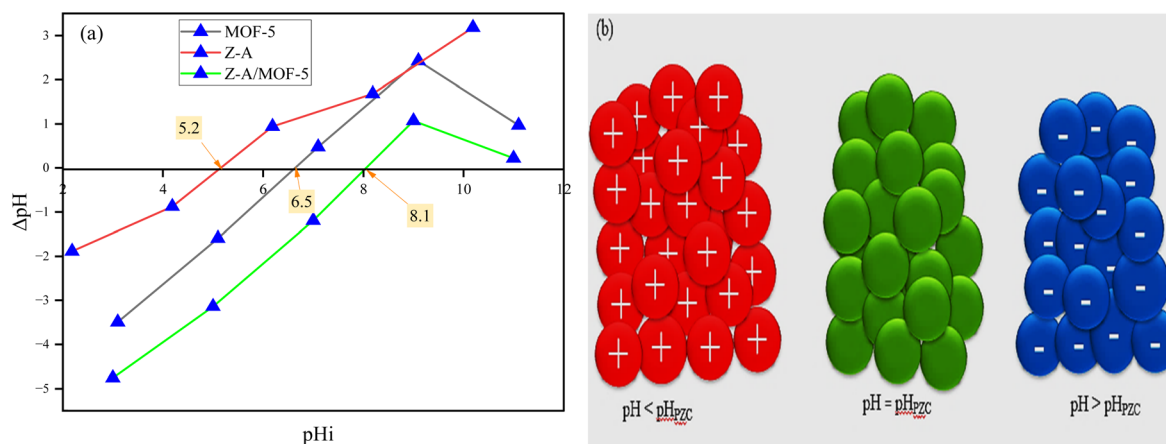 (a)
MOF-5
Z-A
Z-A/MOF-5
3
2
1
0
−1
−2
−3
−4
−5
ΔpH
2
4
6
8
10
12
pHi
5.2
6.5
8.1
(b)
+ + + + + + + + + + + + + + + + + + + + + + +
- - - - - - - - - - - - - - - - -
pH < pHPZC
pH = pHPZC
pH > pHPZC